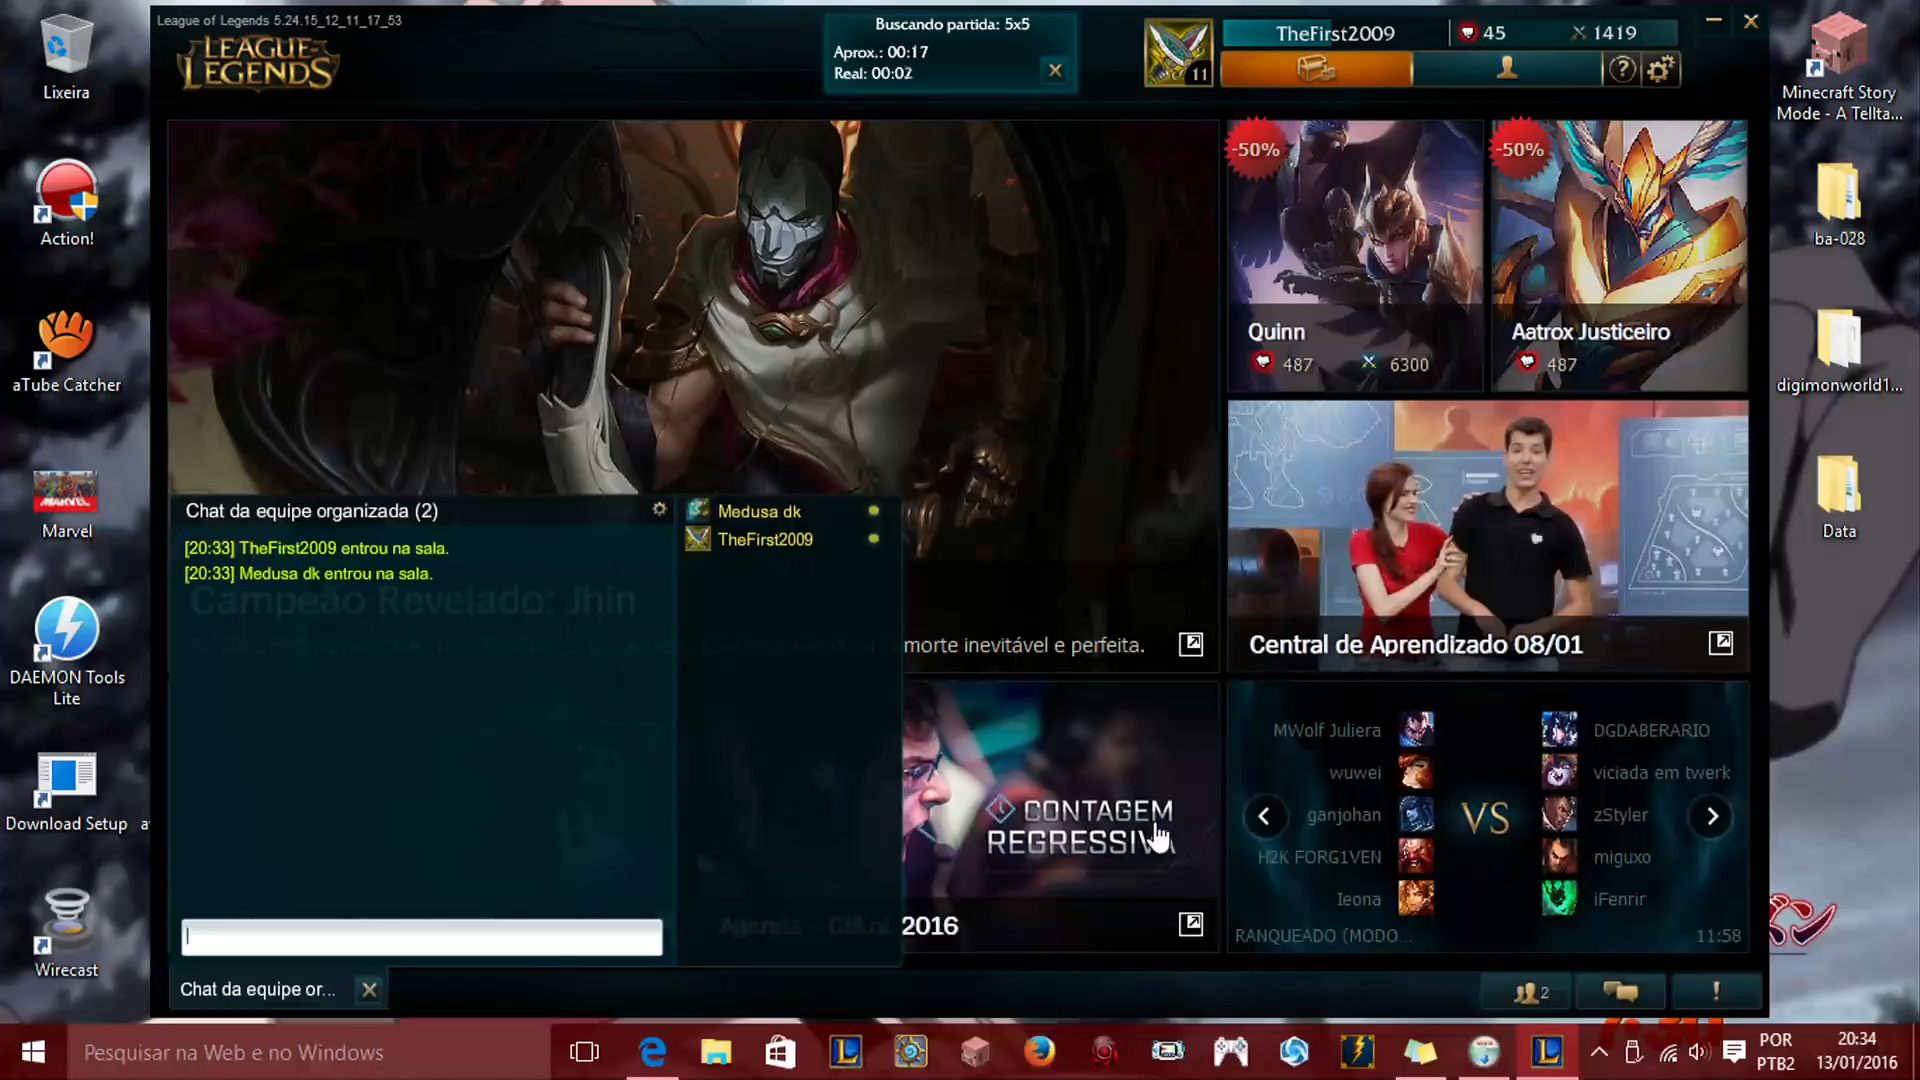 League of Legends 5.24.15_12_11_17_53
LEAGUE OF
LEGENDS
Buscando partida: 5x5
Aprox.: 00:17
Real: 00:02
11
TheFirst2009
45
1419
?
Lixeira
Action!
aTube Catcher
MARVEL
Marvel
DAEMON Tools
Lite
Download Setup
Wirecast
Minecraft Story
Mode - A Tellta...
ba-028
digimonworld1...
Data
-50%
Quinn
487
6300
-50%
Aatrox Justiceiro
487
Chat da equipe organizada (2)
[20:33] TheFirst2009 entrou na sala.
[20:33] Medusa dk entrou na sala.
Medusa dk
TheFirst2009
Campeão Revelado: Jhin
morte inevitável e perfeita.
Central de Aprendizado 08/01
CONTAGEM
REGRESSIVA
Agenda - CBLoL 2016
MWolf Juliera
wuwei
ganjohan
H2K FORG1VEN
VS
DGDABERARIO
viciada em twerk
zStyler
miguxo
iFenrir
RANQUEADO (MODO...
11:58
Chat da equipe or...
2
!
Pesquisar na Web e no Windows
POR
PTB2
20:34
13/01/2016